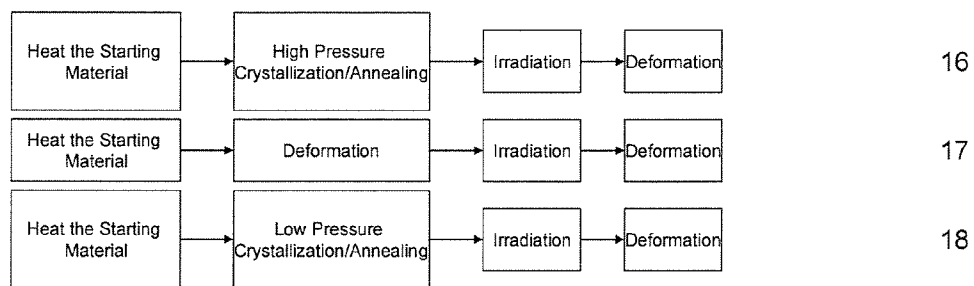 Heat the Starting
Material
High Pressure
Crystallization/Annealing
Irradiation
Deformation
16
Heat the Starting
Material
Deformation
Irradiation
Deformation
17
Heat the Starting
Material
Low Pressure
Crystallization/Annealing
Irradiation
Deformation
18